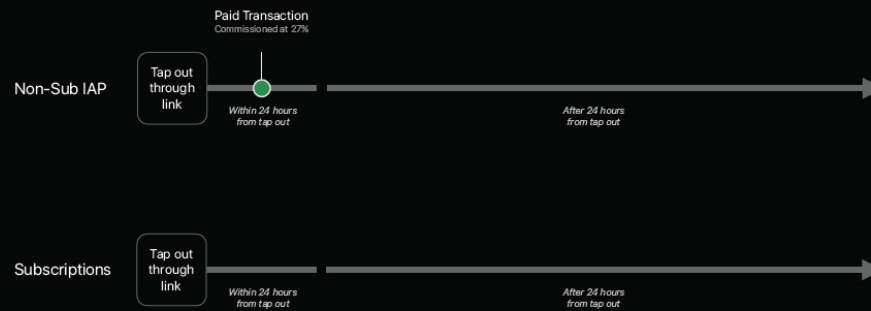 Paid Transaction
Commissioned at 27%
Non-Sub IAP
Tap out
through
link
Within 24 hours
from tap out
After 24 hours
from tap out
Subscriptions
Tap out
through
link
Within 24 hours
from tap out
After 24 hours
from tap out